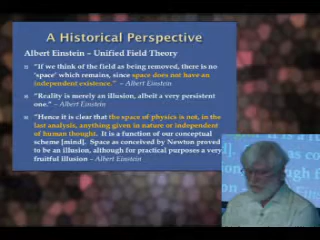 A Historical Perspective
Albert Einstein – Unified Field Theory
"If we think of the field as being removed, there is no
'space' which remains, since space does not have an
independent existence." – Albert Einstein
"Reality is merely an illusion, albeit a very persistent
one." – Albert Einstein
"Hence it is clear that the space of physics is not, in the
last analysis, anything given in nature or independent
of human thought. It is a function of our conceptual
scheme [mind]. Space as conceived by Newton proved
to be an illusion, although for practical purposes a very
fruitful illusion – Albert Einstein